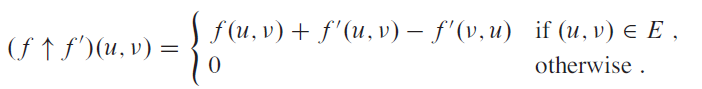 (f ↑ f′)(u, ν) = { f(u, ν) + f′(u, ν) − f′(ν, u) if (u, ν) ∈ E ,
0 otherwise .